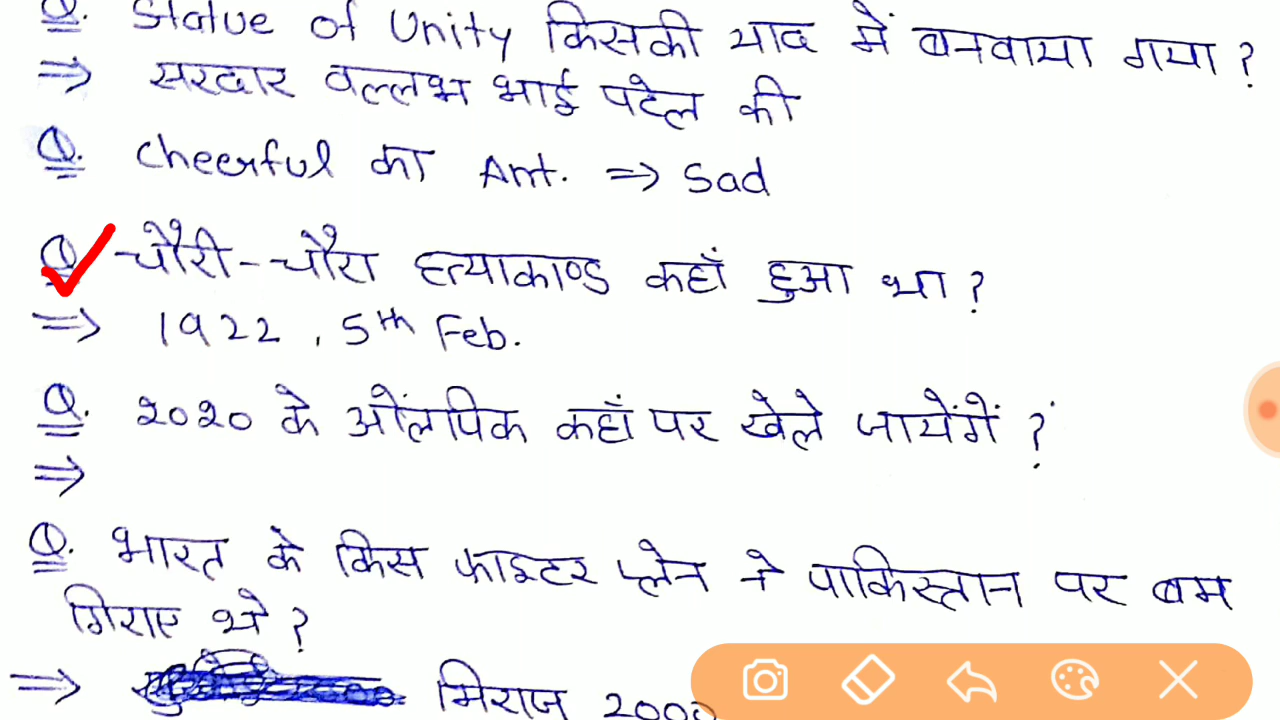 Q. Statue of Unity किसकी याद में बनवाया गया ?
⇒ सरदार वल्लभ भाई पटेल की
Q. Cheerful का Ant. ⇒ Sad
Q. चौरी-चौरा हत्याकाण्ड कहाँ हुआ था ?
⇒ 1922, 5th Feb.
Q. 2020 के ओलंपिक कहाँ पर खेले जायेंगें ?
⇒
Q. भारत के किस फाइटर प्लेन ने पाकिस्तान पर बम
गिराए थे ?
⇒ मिराज 2000